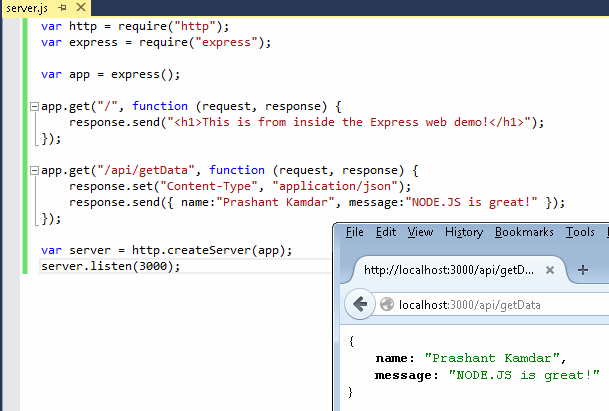 server.js
var http = require("http");
var express = require("express");
var app = express();
app.get("/", function (request, response) {
response.send("<h1>This is from inside the Express web demo!</h1>");
});
app.get("/api/getData", function (request, response) {
response.set("Content-Type", "application/json");
response.send({ name:"Prashant Kamdar", message:"NODE.JS is great!" });
});
var server = http.createServer(app);
server.listen(3000);
File Edit View History Bookmarks Tools
http://localhost:3000/api/getD...
localhost:3000/api/getData
{
name: "Prashant Kamdar",
message: "NODE.JS is great!"
}